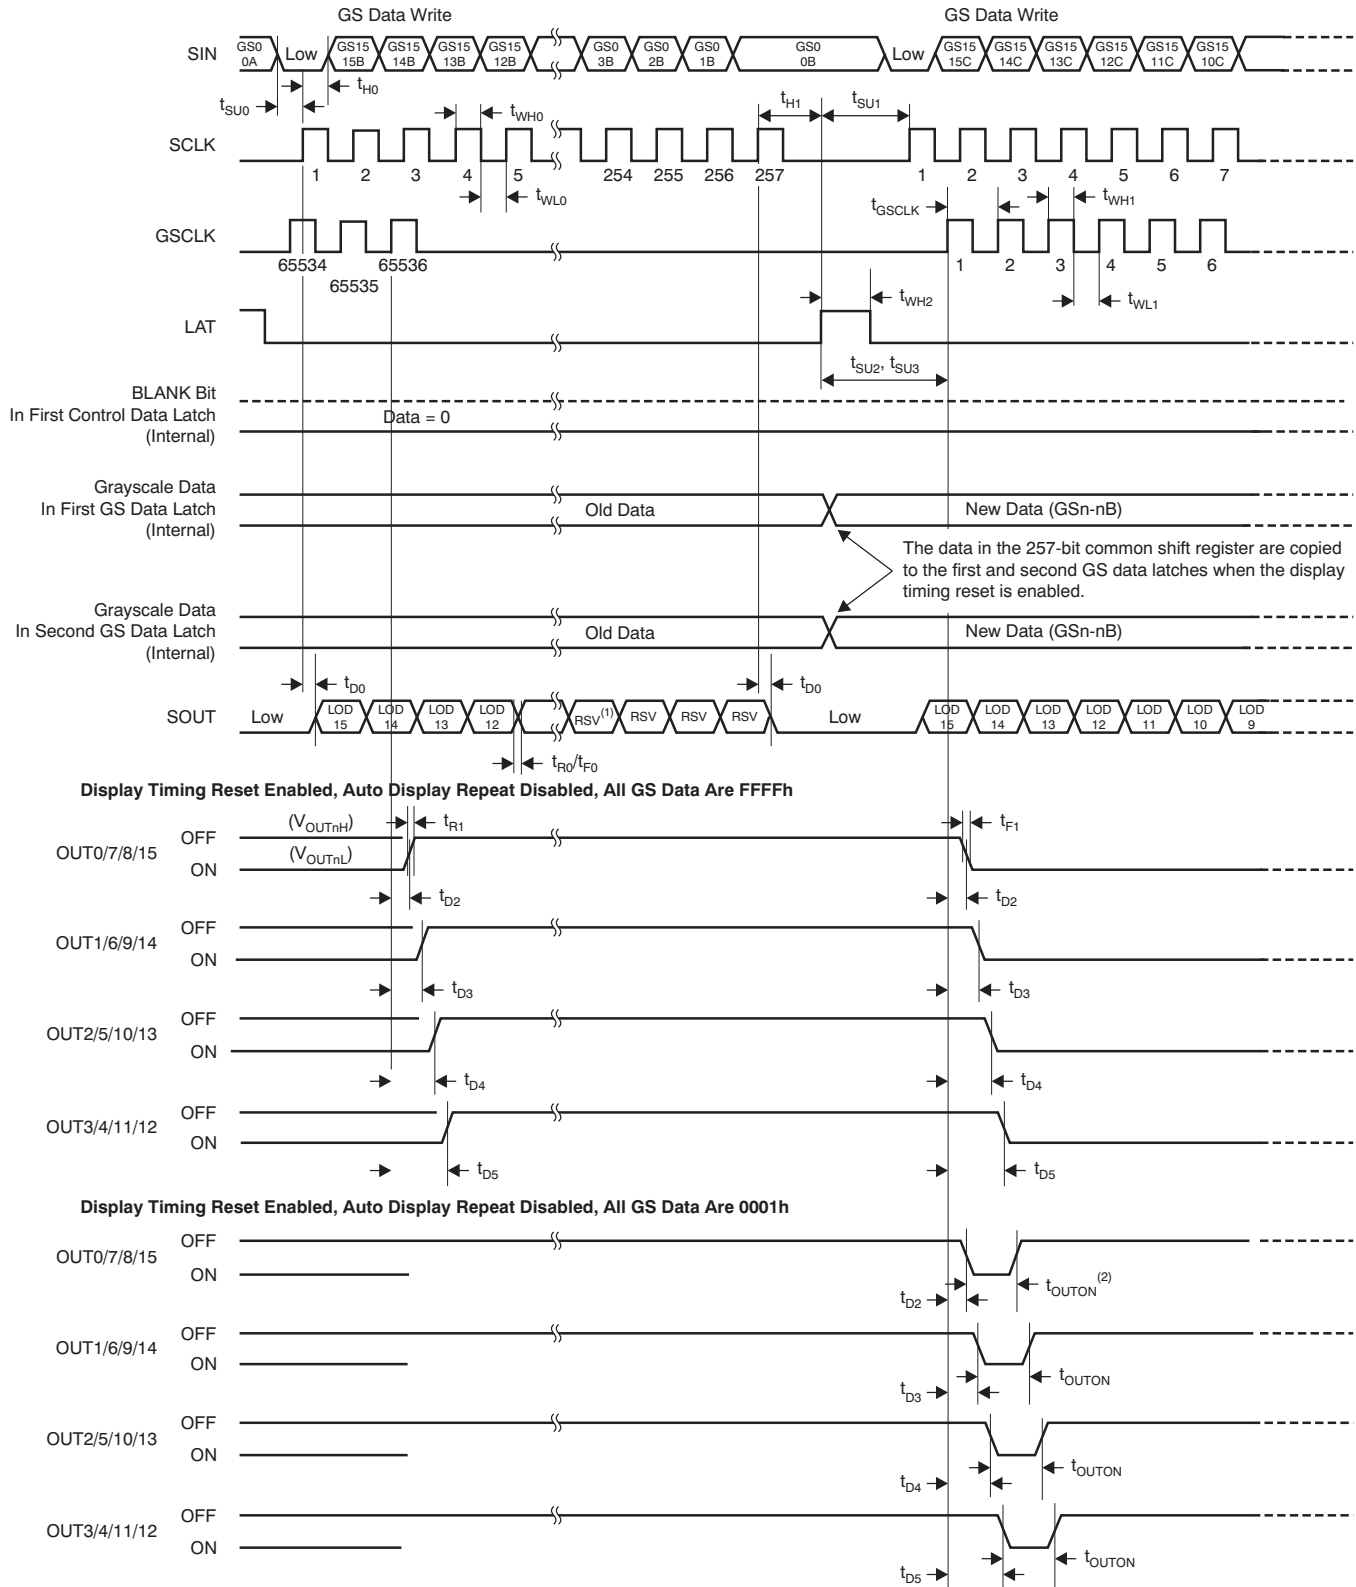 GS Data Write
GS Data Write
SIN
GS0 0A
Low
GS15 15B
GS15 14B
GS15 13B
GS15 12B
GS0 3B
GS0 2B
GS0 1B
GS0 0B
Low
GS15 15C
GS15 14C
GS15 13C
GS15 12C
GS15 11C
GS15 10C
tSU0
tH0
tWH0
tH1
tSU1
SCLK
1 2 3 4 5 254 255 256 257 1 2 3 4 5 6 7
tWL0
tGSCLK
tWH1
GSCLK
65534
65535
65536
1 2 3 4 5 6
tWH2
tWL1
LAT
tSU2, tSU3
BLANK Bit
In First Control Data Latch
(Internal)
Data = 0
Grayscale Data
In First GS Data Latch
(Internal)
Old Data
New Data (GSn-nB)
The data in the 257-bit common shift register are copied
to the first and second GS data latches when the display
timing reset is enabled.
Grayscale Data
In Second GS Data Latch
(Internal)
Old Data
New Data (GSn-nB)
tD0
tD0
SOUT
Low
LOD 15
LOD 14
LOD 13
LOD 12
RSV(1)
RSV
RSV
RSV
Low
LOD 15
LOD 14
LOD 13
LOD 12
LOD 11
LOD 10
LOD 9
tR0/tF0
Display Timing Reset Enabled, Auto Display Repeat Disabled, All GS Data Are FFFFh
OUT0/7/8/15
OFF
(VOUTnH)
tR1
tF1
ON
(VOUTnL)
tD2
tD2
OUT1/6/9/14
OFF
ON
tD3
tD3
OUT2/5/10/13
OFF
ON
tD4
tD4
OUT3/4/11/12
OFF
ON
tD5
tD5
Display Timing Reset Enabled, Auto Display Repeat Disabled, All GS Data Are 0001h
OUT0/7/8/15
OFF
ON
tD2
tOUTON(2)
OUT1/6/9/14
OFF
ON
tD3
tOUTON
OUT2/5/10/13
OFF
ON
tD4
tOUTON
OUT3/4/11/12
OFF
ON
tD5
tOUTON